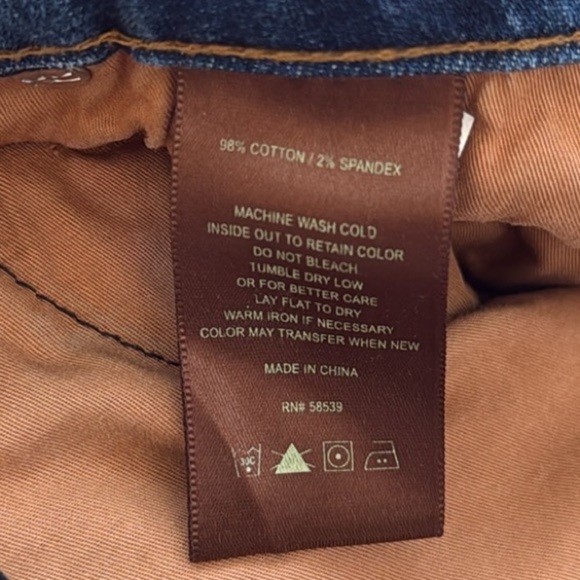 98% COTTON / 2% SPANDEX
MACHINE WASH COLD
INSIDE OUT TO RETAIN COLOR
DO NOT BLEACH
TUMBLE DRY LOW
OR FOR BETTER CARE
LAY FLAT TO DRY
WARM IRON IF NECESSARY
COLOR MAY TRANSFER WHEN NEW
MADE IN CHINA
RN# 58539
30C